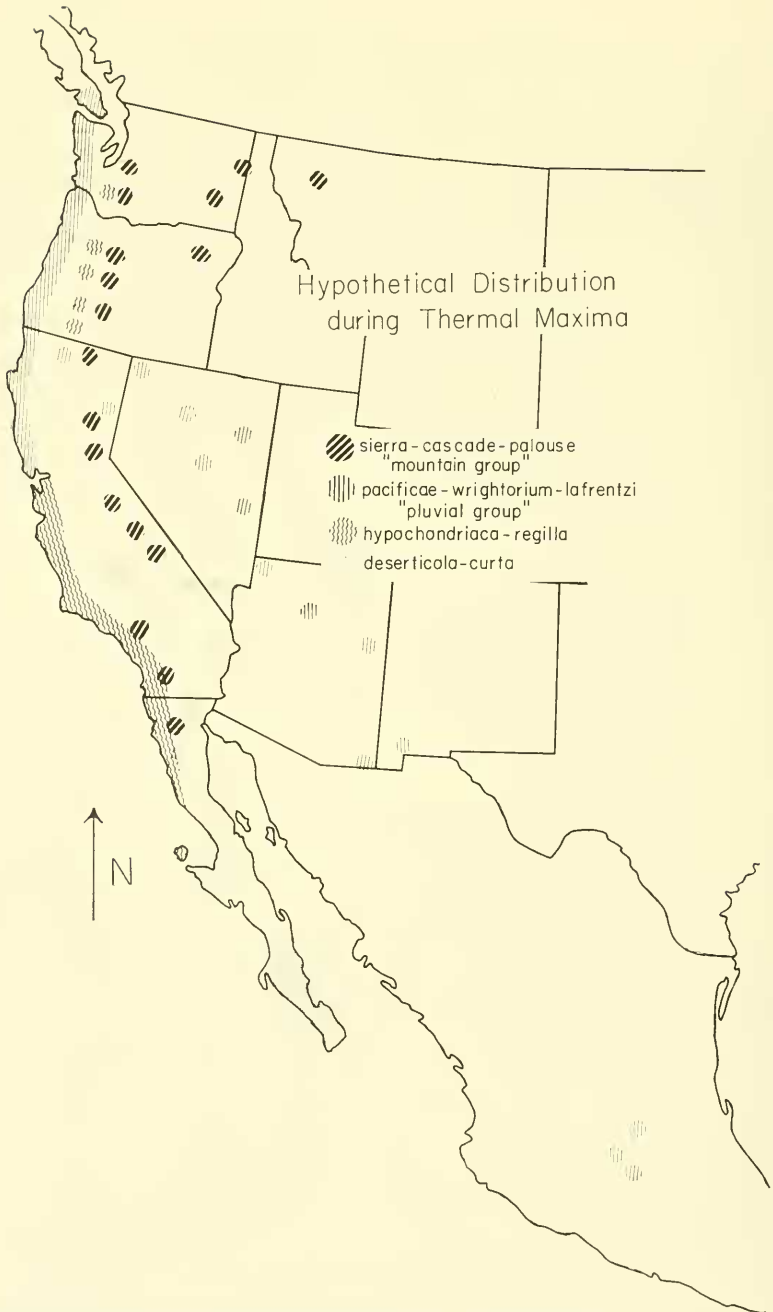 Hypothetical Distribution
during Thermal Maxima
sierra-cascade-palouse
"mountain group"
pacificae-wrightorium-lafrentzi
"pluvial group"
hypochondriaca-regilla
deserticola-curta
N